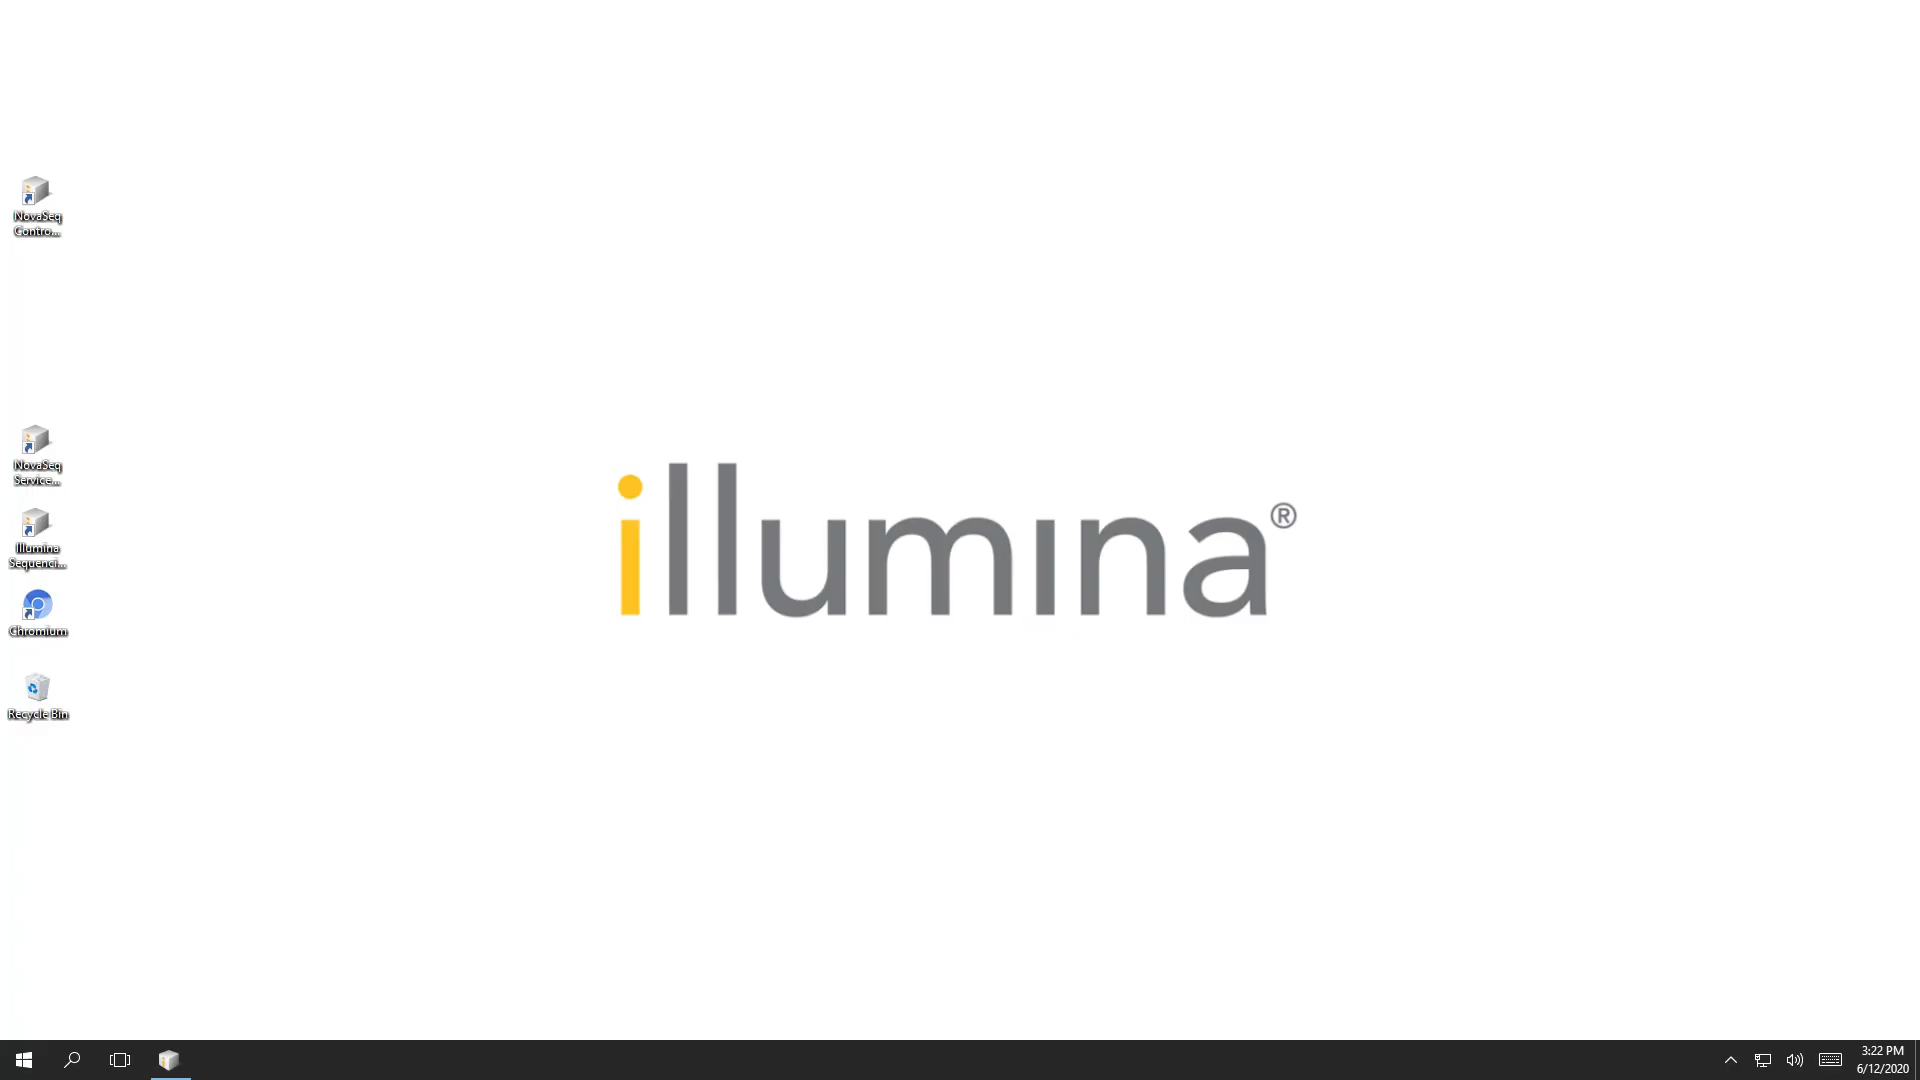 NovaSeq
Contro...
NovaSeq
Service...
Illumina
Sequenci...
Chromium
Recycle Bin
illumina®
3:22 PM
6/12/2020